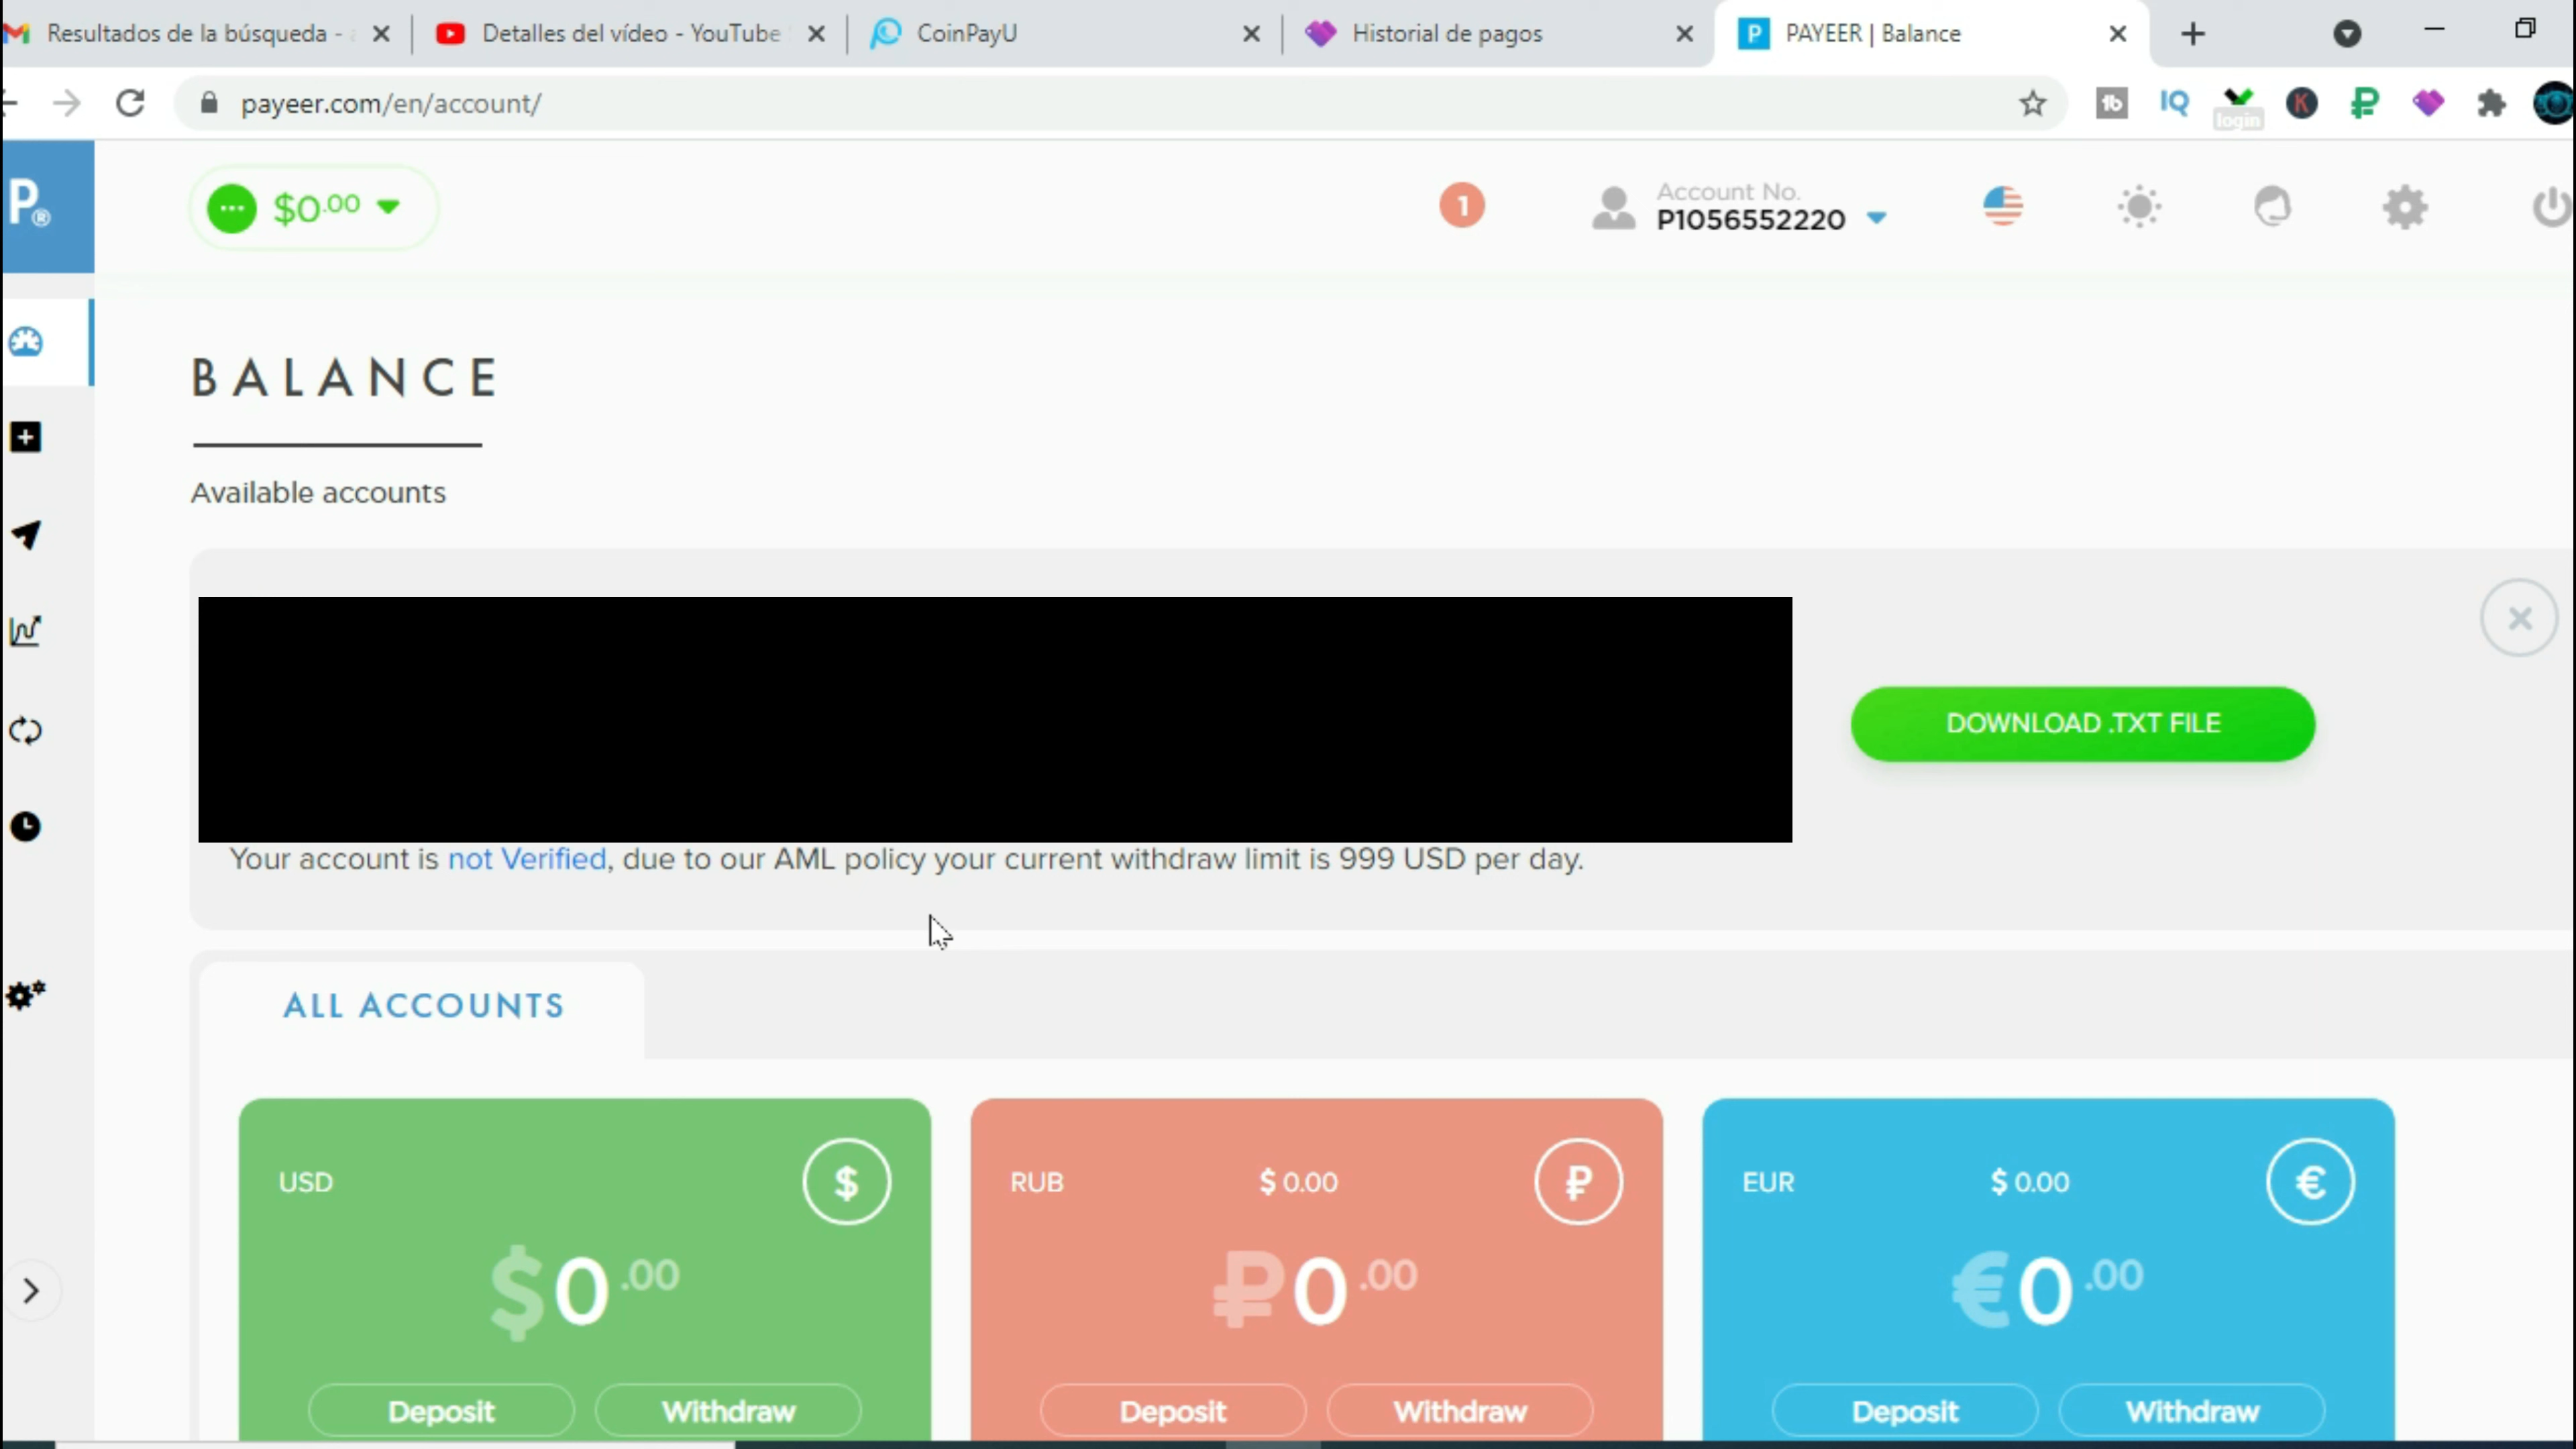 Resultados de la búsqueda -
Detalles del vídeo - YouTube
CoinPayU
Historial de pagos
PAYEER | Balance
payeer.com/en/account/
IQ
login
K
P®
$0.00
1
Account No.
P1056552220
BALANCE
Available accounts
DOWNLOAD .TXT FILE
Your account is not Verified, due to our AML policy your current withdraw limit is 999 USD per day.
ALL ACCOUNTS
USD
$
$0.00
Deposit
Withdraw
RUB
$ 0.00
₽
₽0.00
Deposit
Withdraw
EUR
$ 0.00
€
€0.00
Deposit
Withdraw